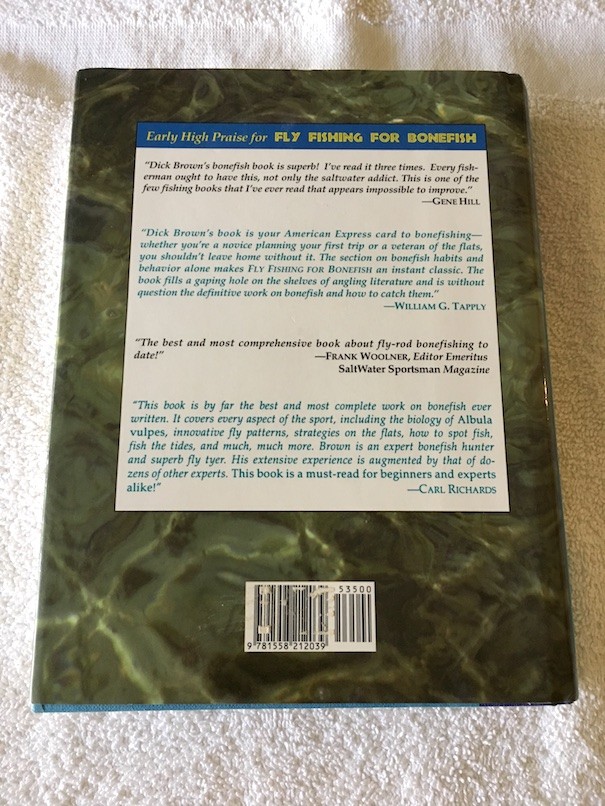 Early High Praise for FLY FISHING FOR BONEFISH
"Dick Brown's bonefish book is superb! I've read it three times. Every fish-
erman ought to have this, not only the saltwater addict. This is one of the
few fishing books that I've ever read that appears impossible to improve."
—GENE HILL
"Dick Brown's book is your American Express card to bonefishing—
whether you're a novice planning your first trip or a veteran of the flats,
you shouldn't leave home without it. The section on bonefish habits and
behavior alone makes FLY FISHING FOR BONEFISH an instant classic. The
book fills a gaping hole on the shelves of angling literature and is without
question the definitive work on bonefish and how to catch them."
—WILLIAM G. TAPPLY
"The best and most comprehensive book about fly-rod bonefishing to
date!" —FRANK WOOLNER, Editor Emeritus
SaltWater Sportsman Magazine
"This book is by far the best and most complete work on bonefish ever
written. It covers every aspect of the sport, including the biology of Albula
vulpes, innovative fly patterns, strategies on the flats, how to spot fish,
fish the tides, and much, much more. Brown is an expert bonefish hunter
and superb fly tyer. His extensive experience is augmented by that of do-
zens of other experts. This book is a must-read for beginners and experts
alike!" —CARL RICHARDS
53500
9 781558 212039